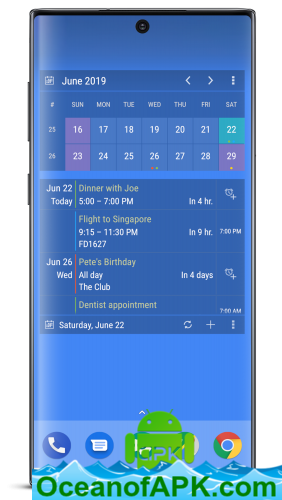 June 2019
# SUN MON TUE WED THU FRI SAT
25 16 17 18 19 20 21 22
26 23 24 25 26 27 28 29
Jun 22 Dinner with Joe
Today 5:00 – 7:00 PM In 4 hr.
Flight to Singapore
9:15 – 11:30 PM In 9 hr. 7:00 PM
FD1627
Jun 26 Pete's Birthday
Wed All day In 4 days
The Club
Dentist appointment
7:00 AM
Saturday, June 22
APK
OceanofAPK.com